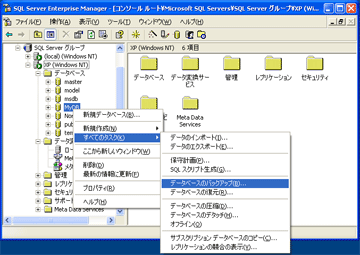 SQL Server Enterprise Manager - [コンソール ルート¥Microsoft SQL Servers¥SQL Server グループ¥XP (Wi...
ファイル(F) 操作(A) 表示(V) ツール(T) ウィンドウ(W) ヘルプ(H)
SQL Server グループ
(local) (Windows NT)
XP (Windows NT)
データベース
master
model
msdb
MyDB
データ
管理
レプリケ
セキュリ
サポート
Meta Data Services
XP (Windows NT) 6 項目
データベース
データ変換サービス
管理
レプリケーション
セキュリティ
Meta Data Services
新規データベース(B)...
新規作成(N)
すべてのタスク(K)
ここから新しいウィンドウ(W)
削除(D)
最新の情報に更新(F)
プロパティ(R)
ヘルプ(H)
データのインポート(I)...
データのエクスポート(E)...
保守計画(P)...
SQL スクリプト生成(G)...
データベースのバックアップ(B)...
データベースの復元(R)...
データベースの圧縮(D)...
データベースのデタッチ(H)...
オフライン(O)
サブスクリプション データベースのコピー(C)...
レプリケーションの競合の表示(V)...